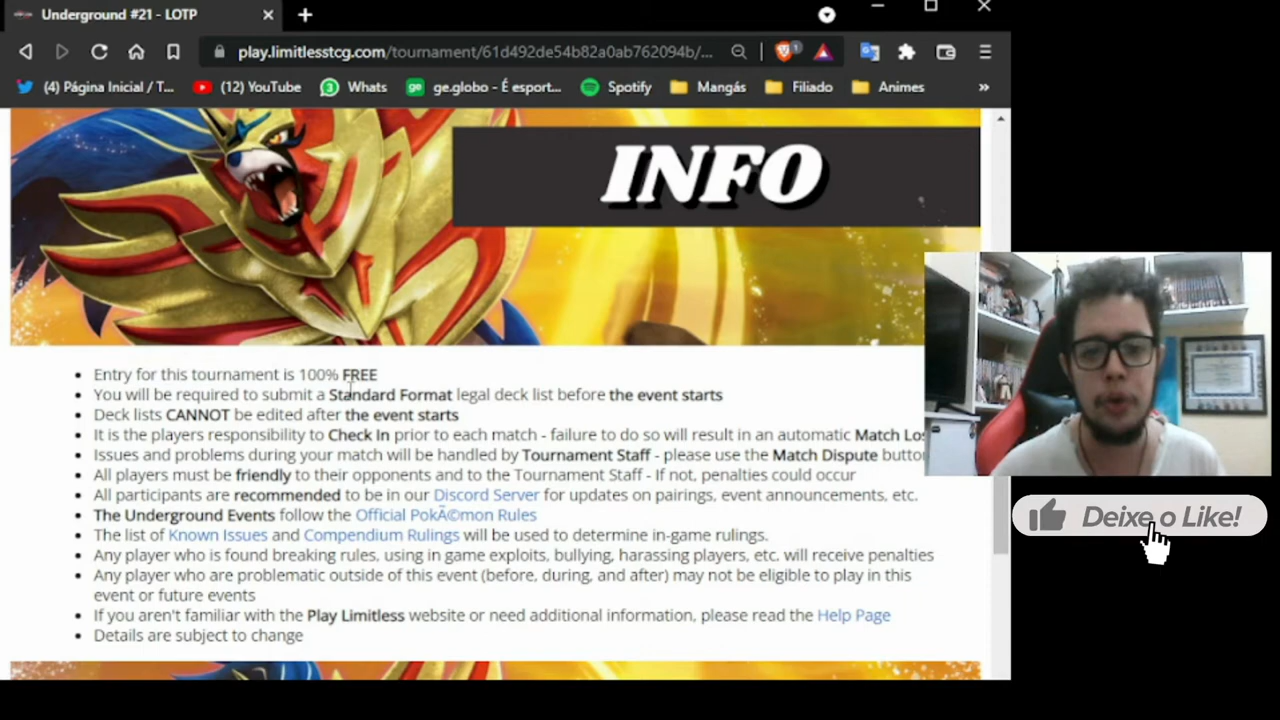 Underground #21 - LOTP
play.limitlesstcg.com/tournament/61d492de54b82a0ab762094b/...
1
(4) Página Inicial / T...
(12) YouTube
3
Whats
ge
ge.globo - É esport...
Spotify
Mangás
Filiado
Animes
»
INFO
Entry for this tournament is 100% FREE
You will be required to submit a Standard Format legal deck list before the event starts
Deck lists CANNOT be edited after the event starts
It is the players responsibility to Check In prior to each match - failure to do so will result in an automatic Match Los
Issues and problems during your match will be handled by Tournament Staff - please use the Match Dispute button
All players must be friendly to their opponents and to the Tournament Staff - If not, penalties could occur
All participants are recommended to be in our Discord Server for updates on pairings, event announcements, etc.
The Underground Events follow the Official PokÃ©mon Rules
The list of Known Issues and Compendium Rulings will be used to determine in-game rulings.
Any player who is found breaking rules, using in game exploits, bullying, harassing players, etc. will receive penalties
Any player who are problematic outside of this event (before, during, and after) may not be eligible to play in this
event or future events
If you aren't familiar with the Play Limitless website or need additional information, please read the Help Page
Details are subject to change
Deixe o Like!